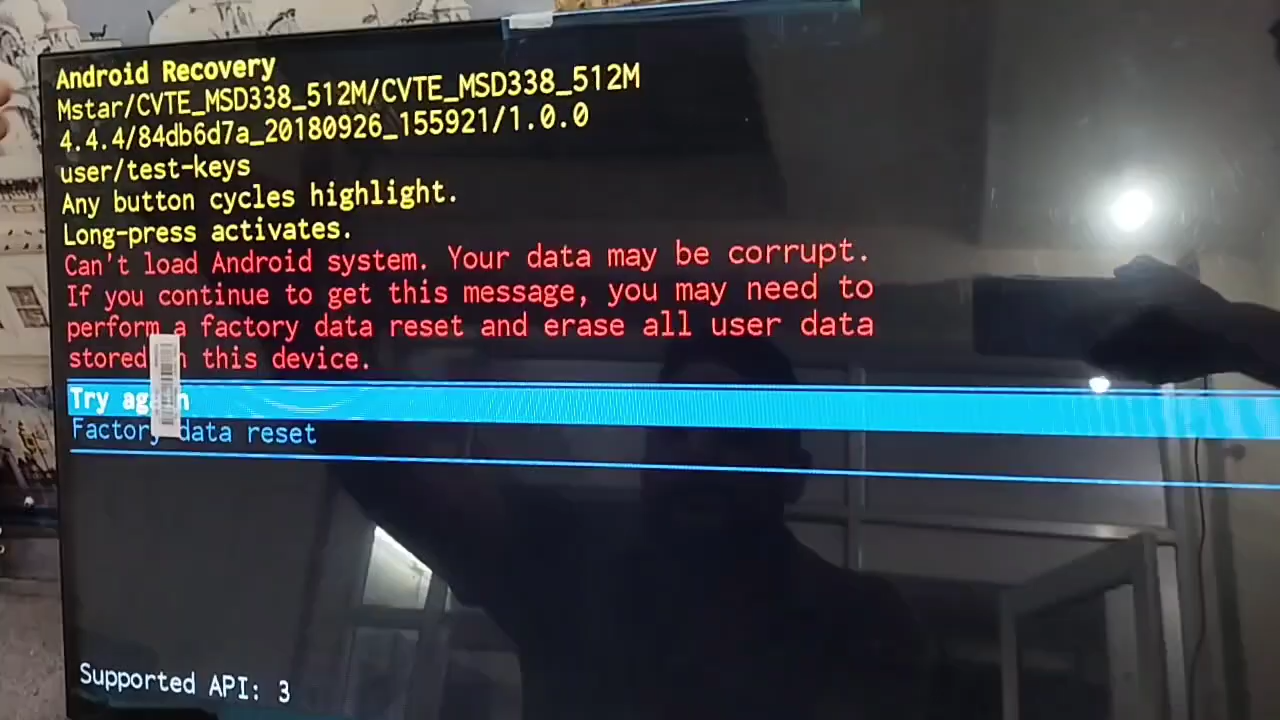 Android Recovery
Mstar/CVTE_MSD338_512M/CVTE_MSD338_512M
4.4.4/84db6d7a_20180926_155921/1.0.0
user/test-keys
Any button cycles highlight.
Long-press activates.
Can't load Android system. Your data may be corrupt.
If you continue to get this message, you may need to
perform a factory data reset and erase all user data
stored on this device.
Try again
Factory data reset
Supported API: 3